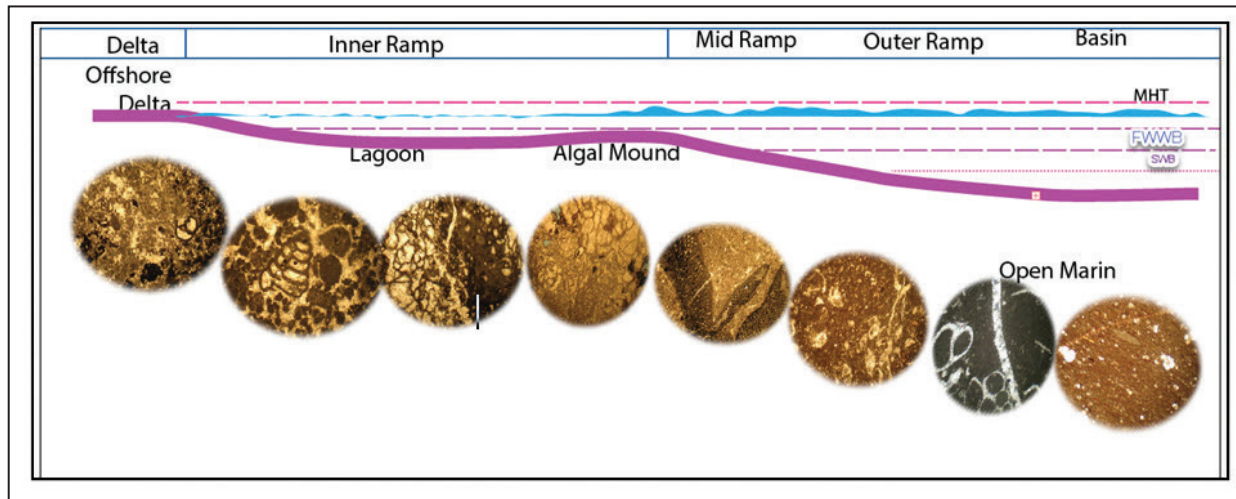 Delta
Inner Ramp
Mid Ramp
Outer Ramp
Basin
Offshore
Delta
MHT
FWWB
SWB
Lagoon
Algal Mound
Open Marin